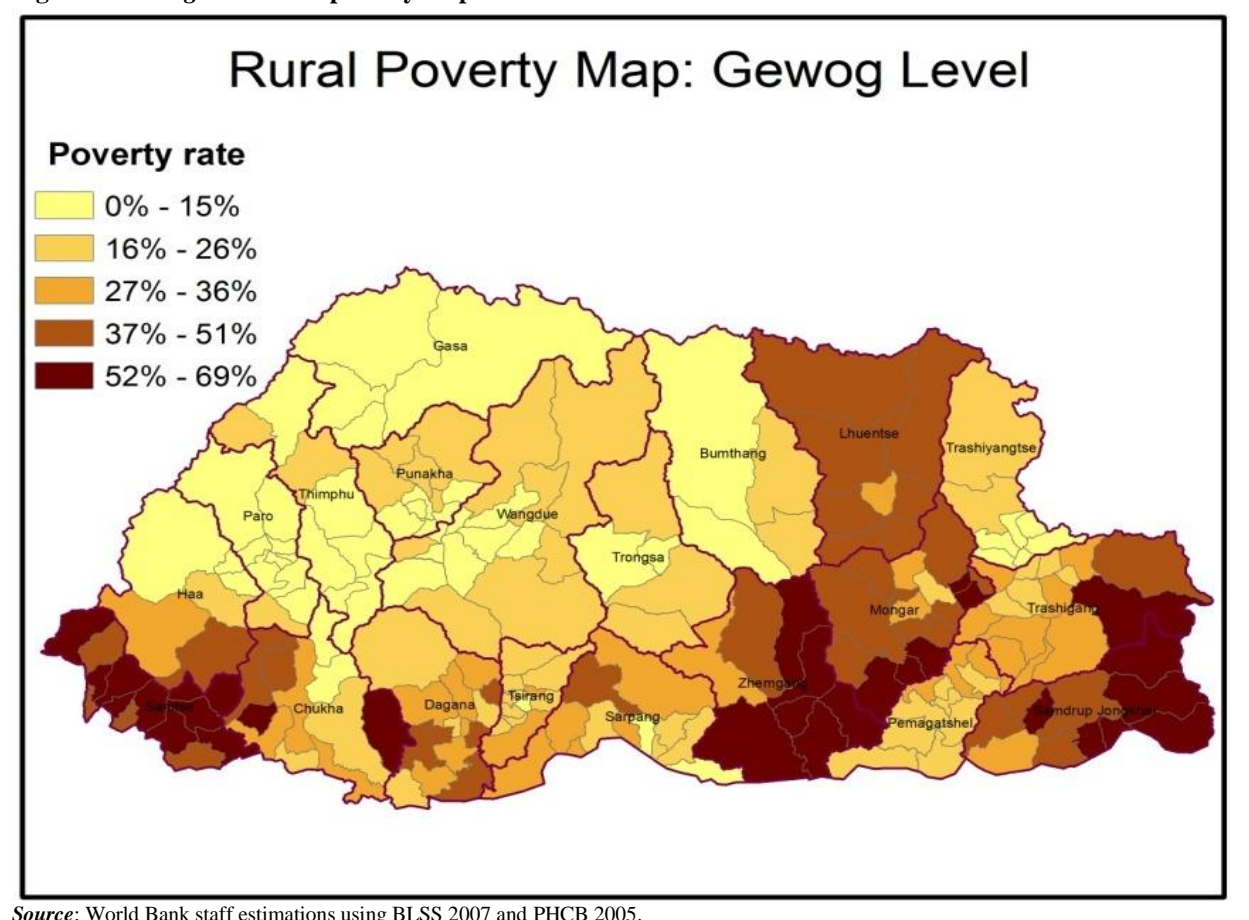 Rural Poverty Map: Gewog Level
Poverty rate
0% - 15%
16% - 26%
27% - 36%
37% - 51%
52% - 69%
Gasa
Lhuentse
Bumthang
Trashiyangtse
Punakha
Thimphu
Paro
Wangdue
Trongsa
Haa
Mongar
Trashigang
Zhemgang
Tsirang
Dagana
Chukha
Sarpang
Pemagatshel
Samdrup Jongkhar
Source: World Bank staff estimations using BLSS 2007 and PHCB 2005.